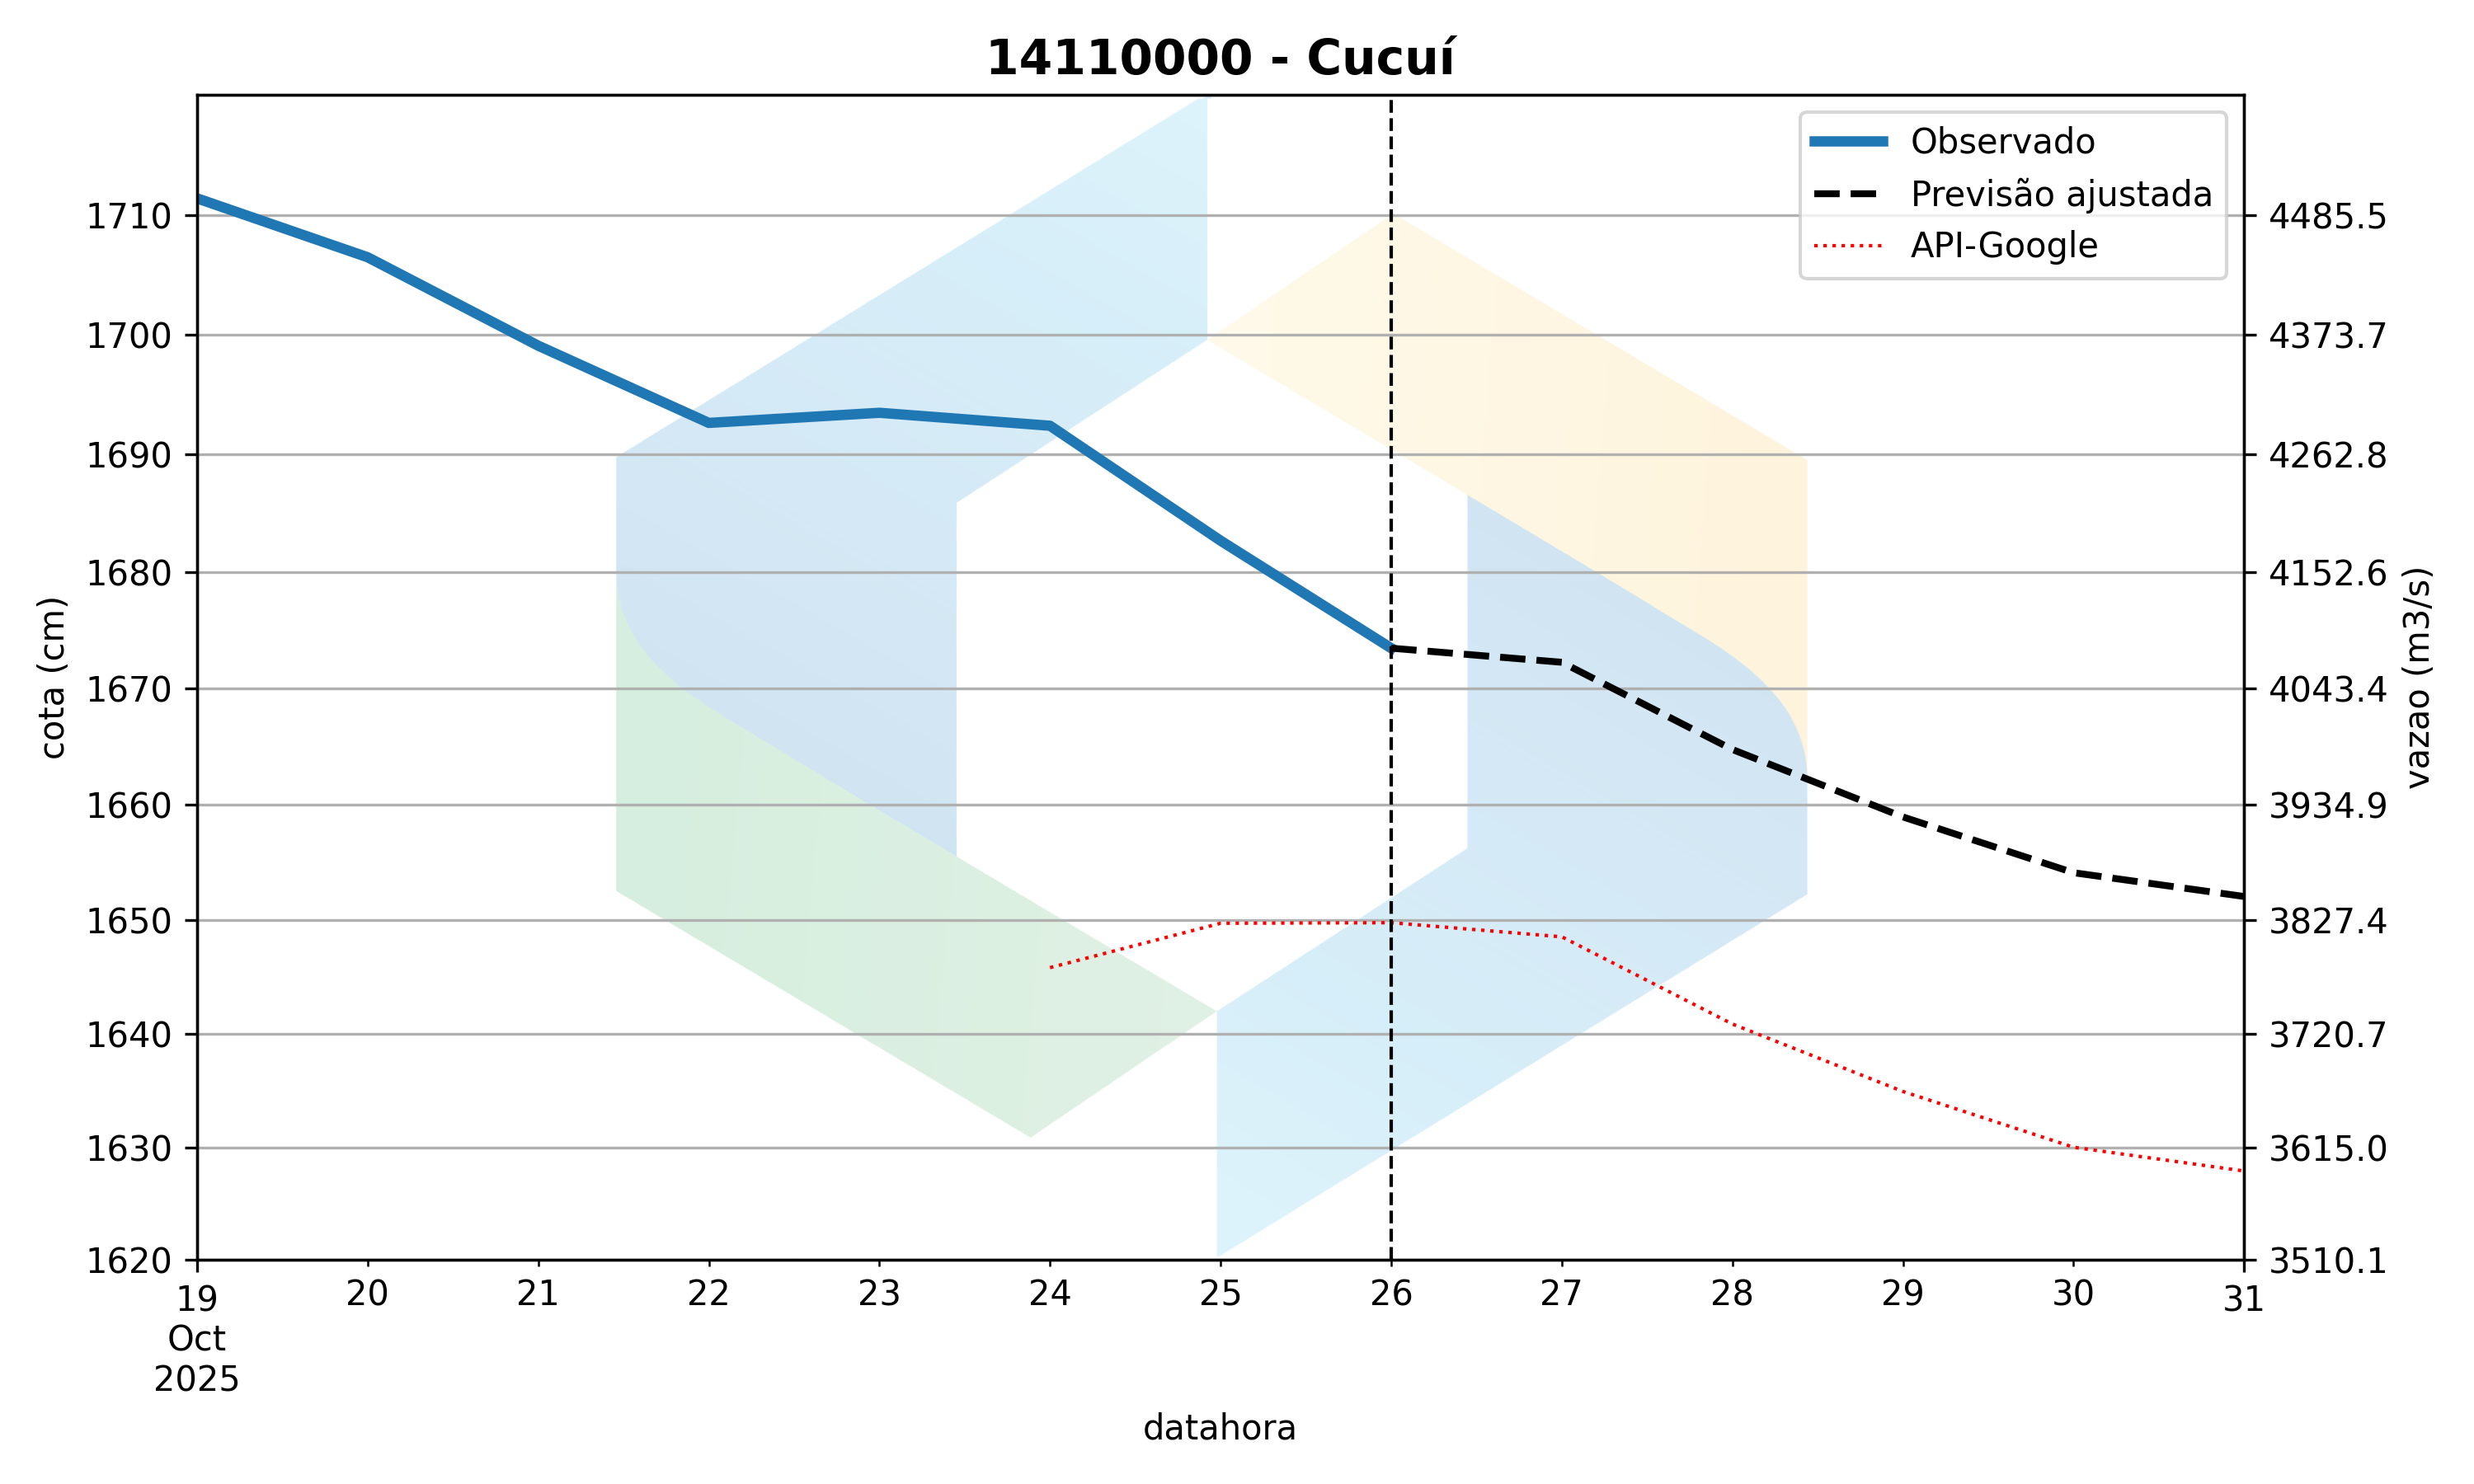 14110000 - Cucuí
Observado
Previsão ajustada
API-Google
cota (cm)
1710
1700
1690
1680
1670
1660
1650
1640
1630
1620
4485.5
4373.7
4262.8
4152.6
4043.4
3934.9
3827.4
3720.7
3615.0
3510.1
vazao (m3/s)
19 20 21 22 23 24 25 26 27 28 29 30 31
Oct
2025
datahora